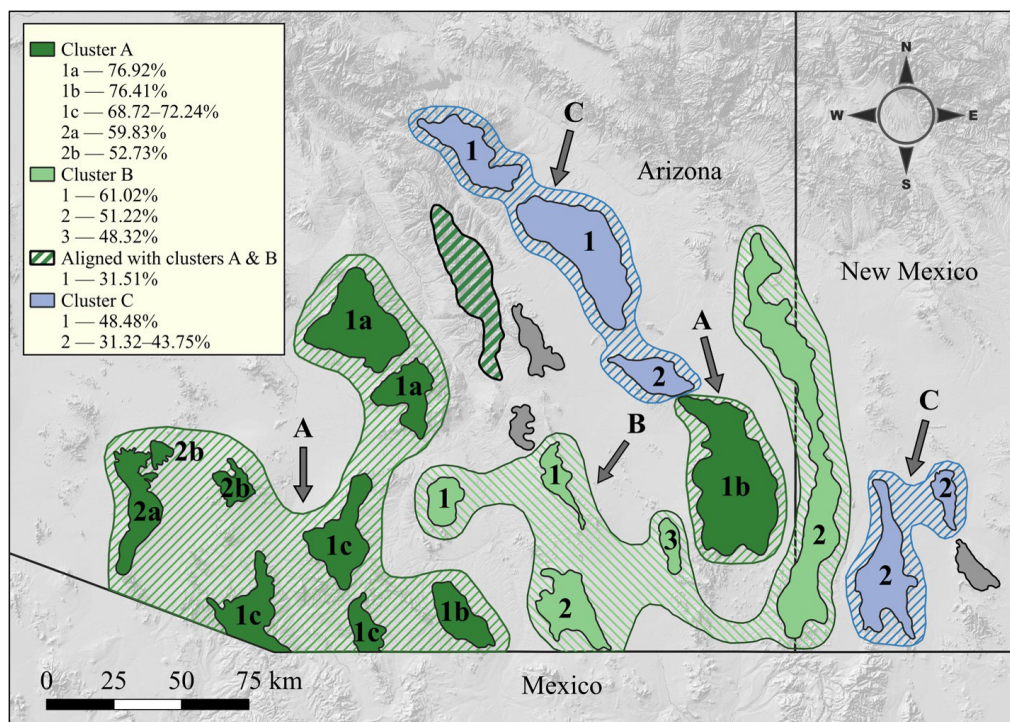 Cluster A
1a — 76.92%
1b — 76.41%
1c — 68.72–72.24%
2a — 59.83%
2b — 52.73%
Cluster B
1 — 61.02%
2 — 51.22%
3 — 48.32%
Aligned with clusters A & B
1 — 31.51%
Cluster C
1 — 48.48%
2 — 31.32–43.75%
N
W
E
S
C
1
Arizona
1
New Mexico
1a
A
2
1a
C
B
A
2b
1
2b
1
1b
2
2a
3
2
1c
2
1c
1c
1b
2
0 25 50 75 km
Mexico